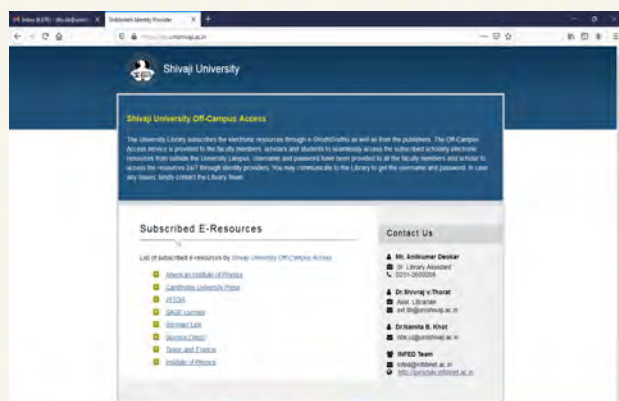 Shibboleth Identity Provider
Shivaji University
Shivaji University Off-Campus Access
The University Library subscribes the electronic resources through e-ShodhSindhu as well as from the publishers. The Off-Campus
Access service is provided to the faculty members, scholars and students to seamlessly access the subscribed scholarly electronic
resources from outside the University campus. Username and password have been provided to all the faculty members and scholar to
access the resources 24/7 through identity providers. You may communicate to the Library to get the username and password. In case
any issues, kindly contact the Library Team.
Subscribed E-Resources
List of subscribed e-resources by Shivaji University Off-Campus Access
American Institute of Physics
Cambridge University Press
JSTOR
Springer Link
Science Direct
Taylor and Francis
Institute of Physics
Contact Us
Mr. Anilkumar Deokar
Sr. Library Assistant
Dr.Shivraj v.Thorat
Asst. Librarian
svt.lib@unishivaji.ac.in
Dr.Namita B. Khot
INFED Team
infed@inflibnet.ac.in